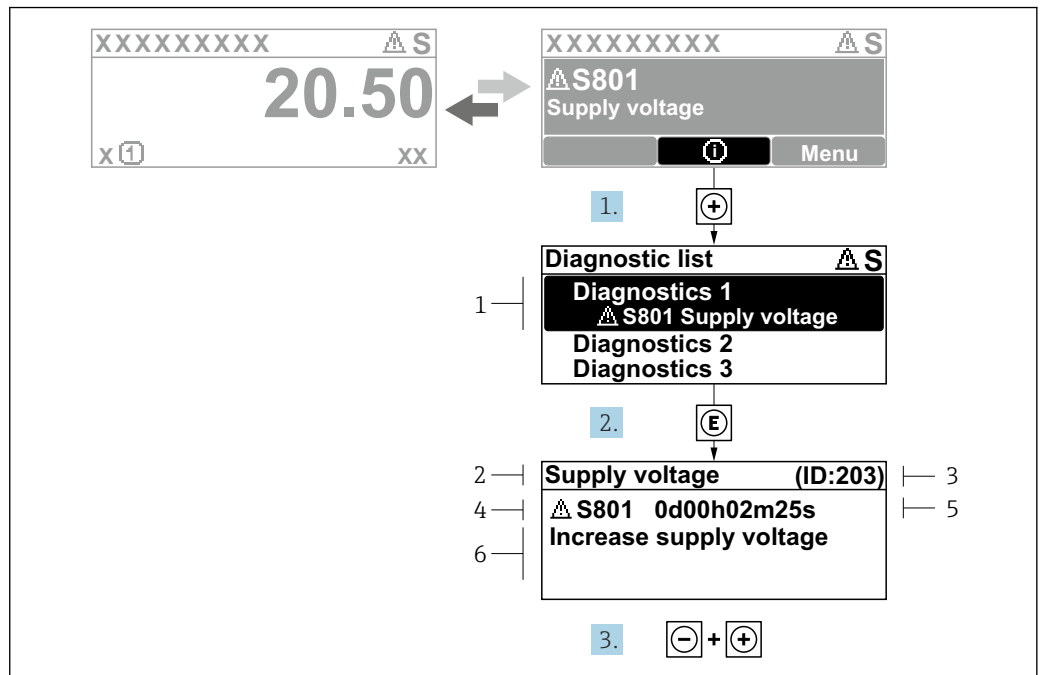 XXXXXXXXX ⚠ S
20.50
x ① xx
XXXXXXXXX ⚠ S
⚠ S801
Supply voltage
ⓘ Menu
1. +
Diagnostic list ⚠ S
1
Diagnostics 1
⚠ S801 Supply voltage
Diagnostics 2
Diagnostics 3
2. E
2 Supply voltage (ID:203) 3
4 ⚠ S801 0d00h02m25s 5
6 Increase supply voltage
3. - + +